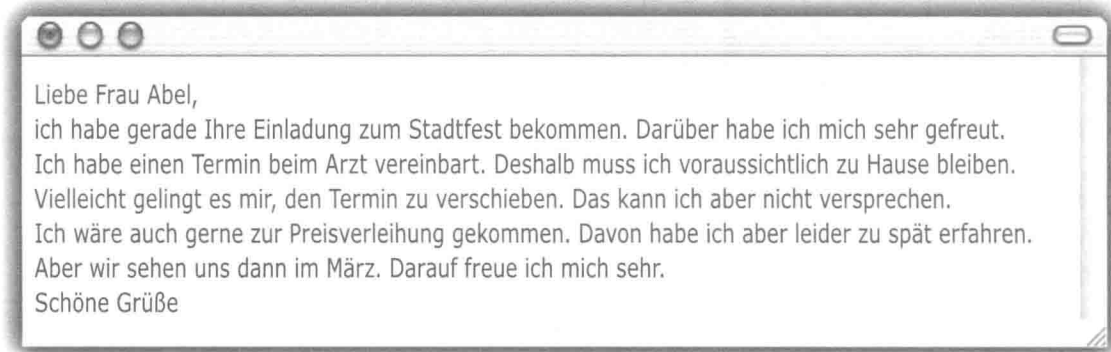 Liebe Frau Abel,
ich habe gerade Ihre Einladung zum Stadtfest bekommen. Darüber habe ich mich sehr gefreut.
Ich habe einen Termin beim Arzt vereinbart. Deshalb muss ich voraussichtlich zu Hause bleiben.
Vielleicht gelingt es mir, den Termin zu verschieben. Das kann ich aber nicht versprechen.
Ich wäre auch gerne zur Preisverleihung gekommen. Davon habe ich aber leider zu spät erfahren.
Aber wir sehen uns dann im März. Darauf freue ich mich sehr.
Schöne Grüße